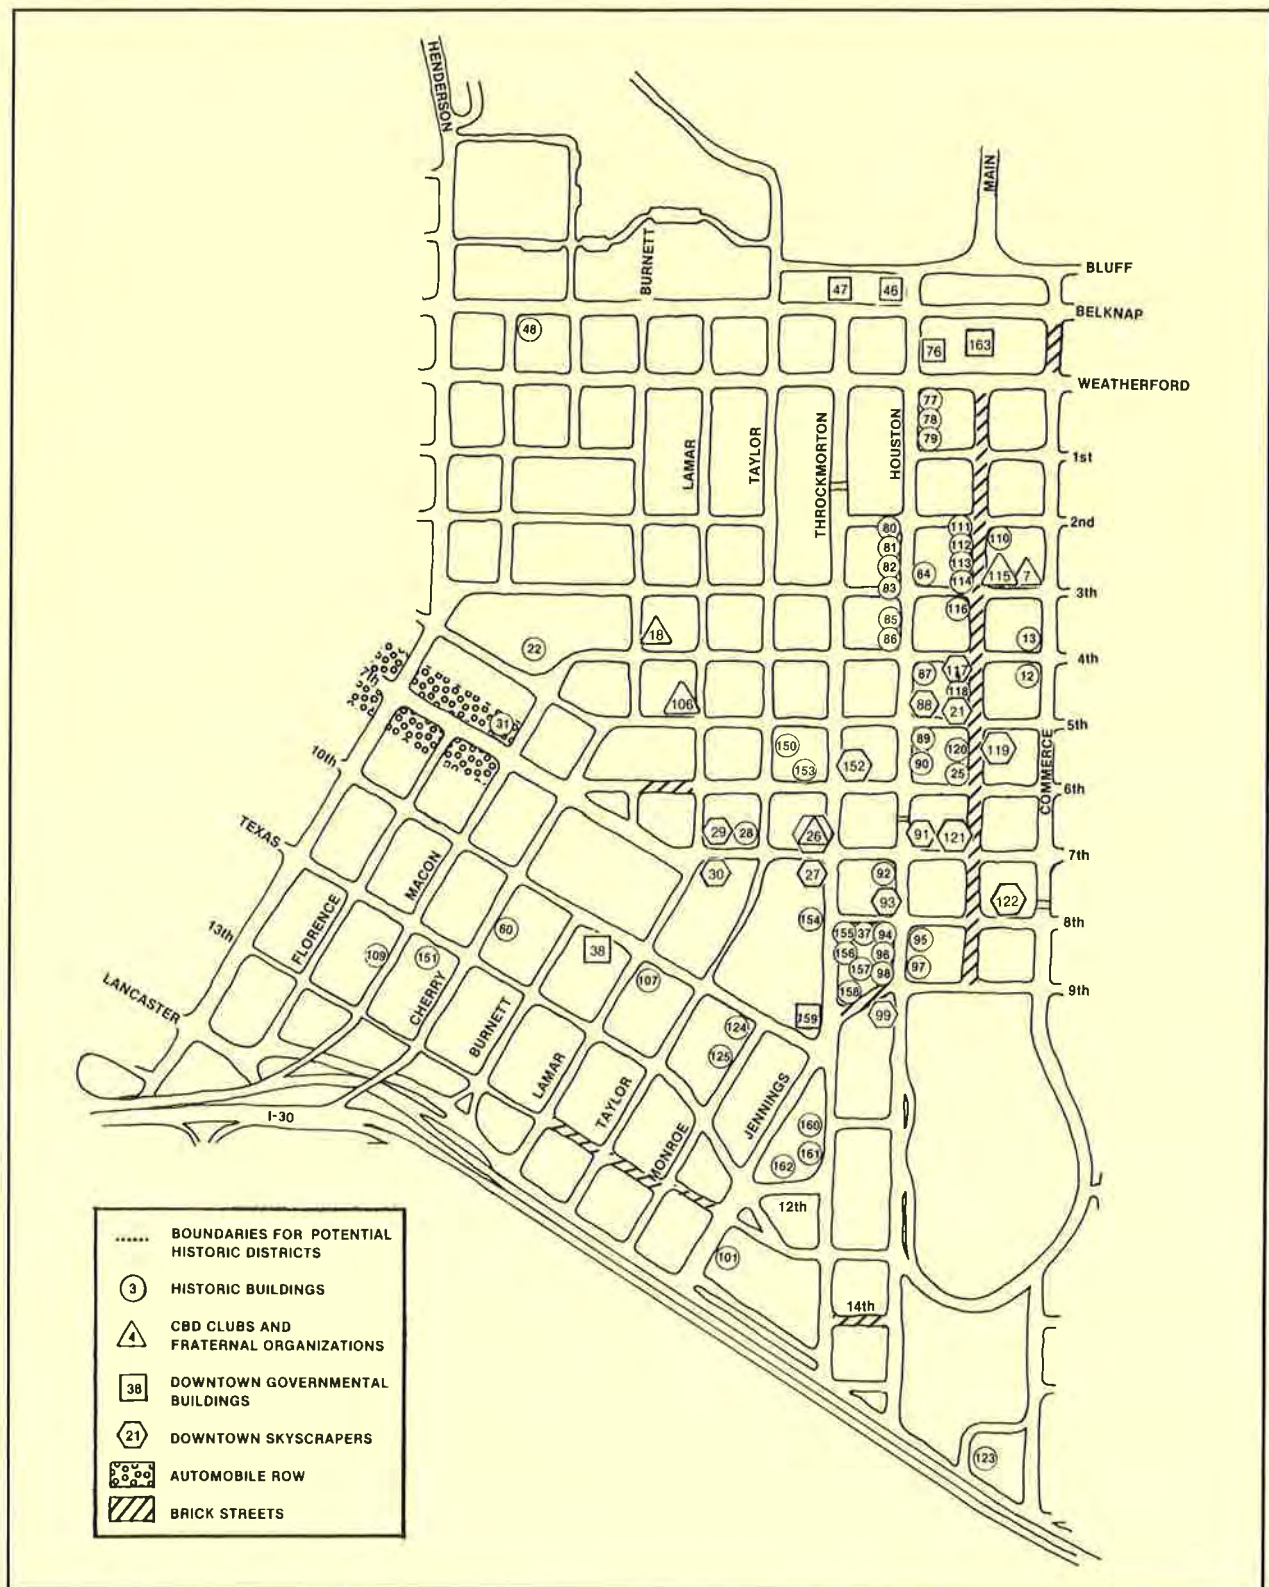 HENDERSON
MAIN
BURNETT
BLUFF
47
46
BELKNAP
48
76
163
WEATHERFORD
77
78
79
LAMAR
TAYLOR
THROCKMORTON
HOUSTON
1st
2nd
80
111
110
81
112
82
113
84
114
115
7
83
3th
116
85
18
86
13
22
4th
7th
87
117
12
106
88
118
21
31
5th
10th
150
89
120
119
COMMERCE
153
152
90
25
6th
TEXAS
29
28
26
91
121
7th
MACON
30
27
92
93
122
FLORENCE
13th
154
8th
60
155
37
94
95
109
151
38
156
96
157
98
97
LANCASTER
CHERRY
107
158
9th
BURNETT
124
159
99
125
LAMAR
TAYLOR
JENNINGS
I-30
160
MONROE
161
162
12th
101
14th
123
BOUNDARIES FOR POTENTIAL
HISTORIC DISTRICTS
3 HISTORIC BUILDINGS
4 CBD CLUBS AND
FRATERNAL ORGANIZATIONS
38 DOWNTOWN GOVERNMENTAL
BUILDINGS
21 DOWNTOWN SKYSCRAPERS
AUTOMOBILE ROW
BRICK STREETS